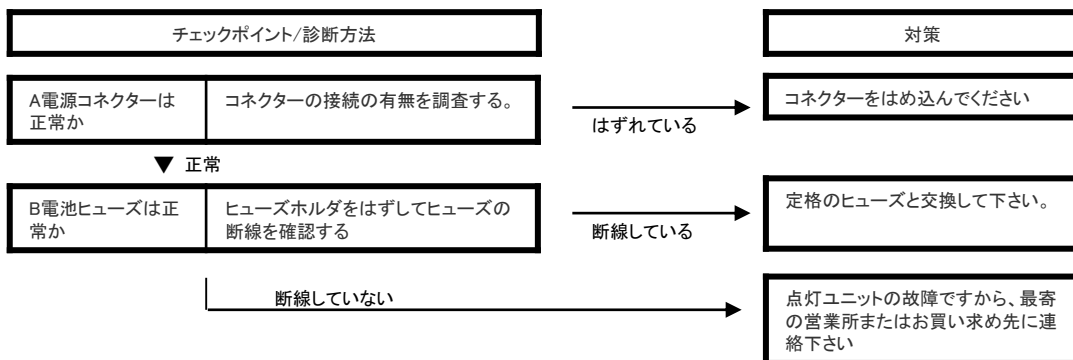 チェックポイント/診断方法
対策
A電源コネクターは
正常か
コネクターの接続の有無を調査する。
はずれている
コネクターをはめ込んでください
▼ 正常
B電池ヒューズは正
常か
ヒューズホルダをはずしてヒューズの
断線を確認する
断線している
定格のヒューズと交換して下さい。
断線していない
点灯ユニットの故障ですから、最寄
の営業所またはお買い求め先に連
絡下さい